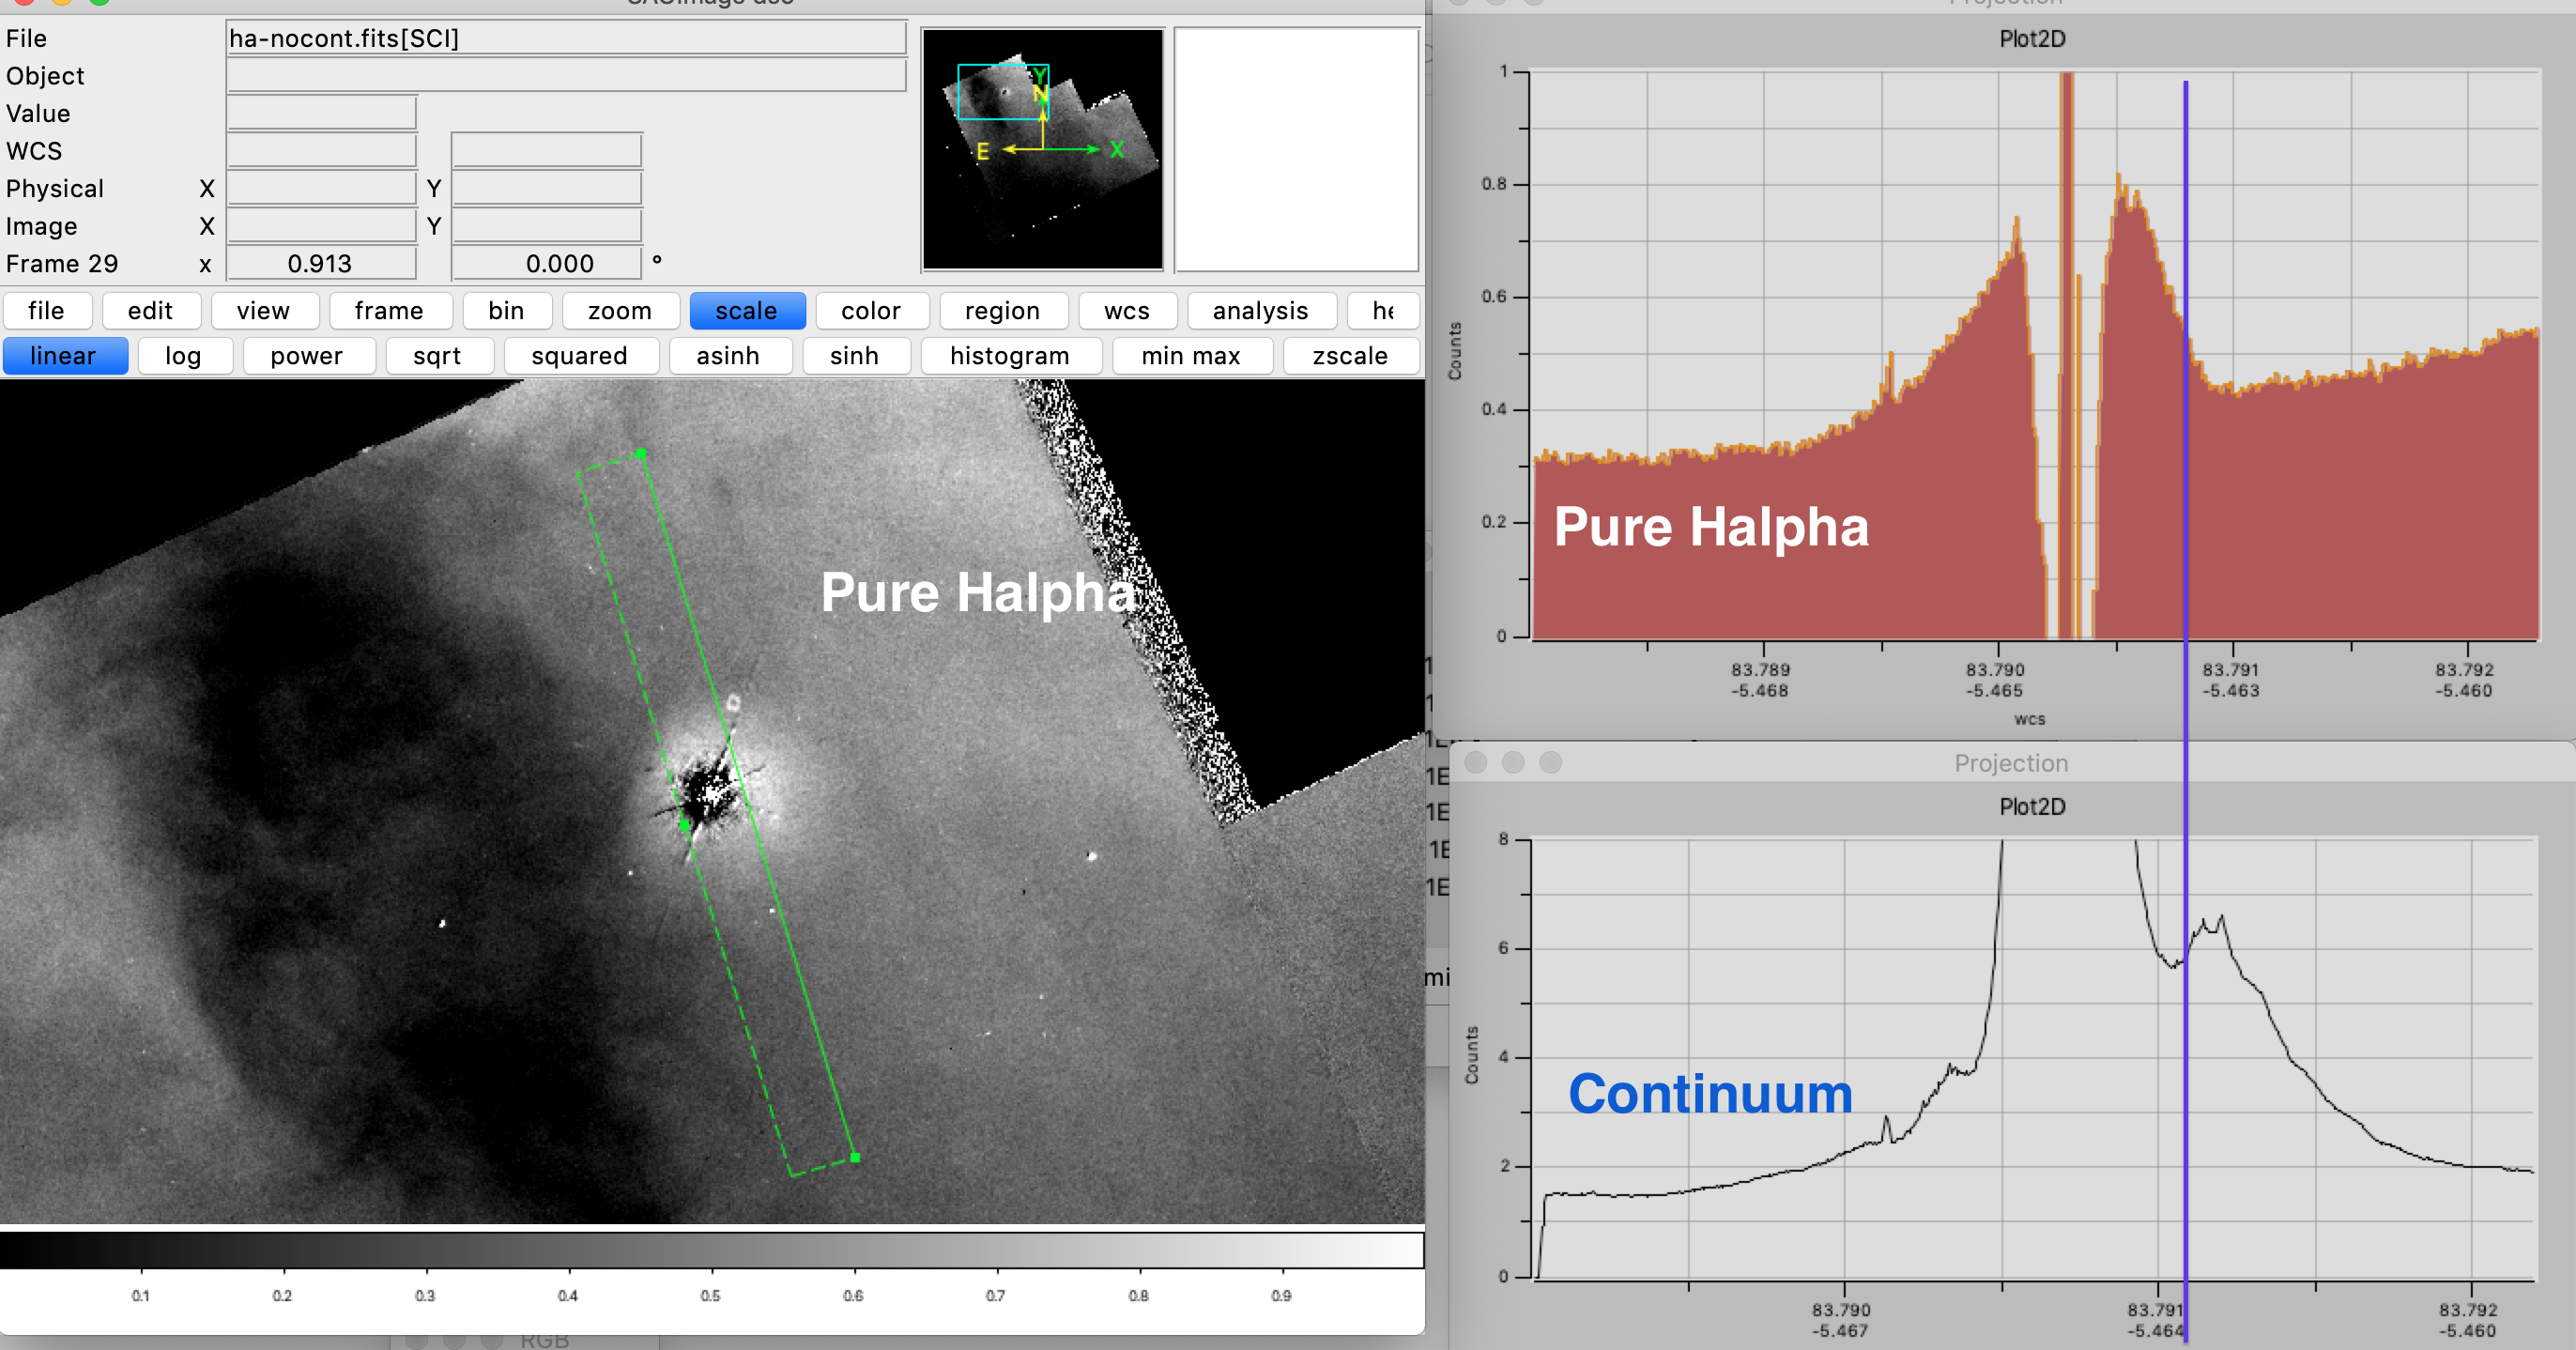 SAOImage ds9
Projection
File
ha-nocont.fits[SCI]
Object
Value
WCS
Physical X Y
Image X Y
Frame 29 x 0.913 0.000 °
Y
N
E X
file edit view frame bin zoom scale color region wcs analysis he
linear log power sqrt squared asinh sinh histogram min max zscale
Pure Halpha
0.1 0.2 0.3 0.4 0.5 0.6 0.7 0.8 0.9
RGB
Plot2D
Counts
1
0.8
0.6
0.4
0.2
0
Pure Halpha
83.789 83.790 83.791 83.792
-5.468 -5.465 -5.463 -5.460
wcs
1E
1E
1E
1E
mi
Projection
Plot2D
Counts
8
6
4
2
0
Continuum
83.790 83.791 83.792
-5.467 -5.464 -5.460